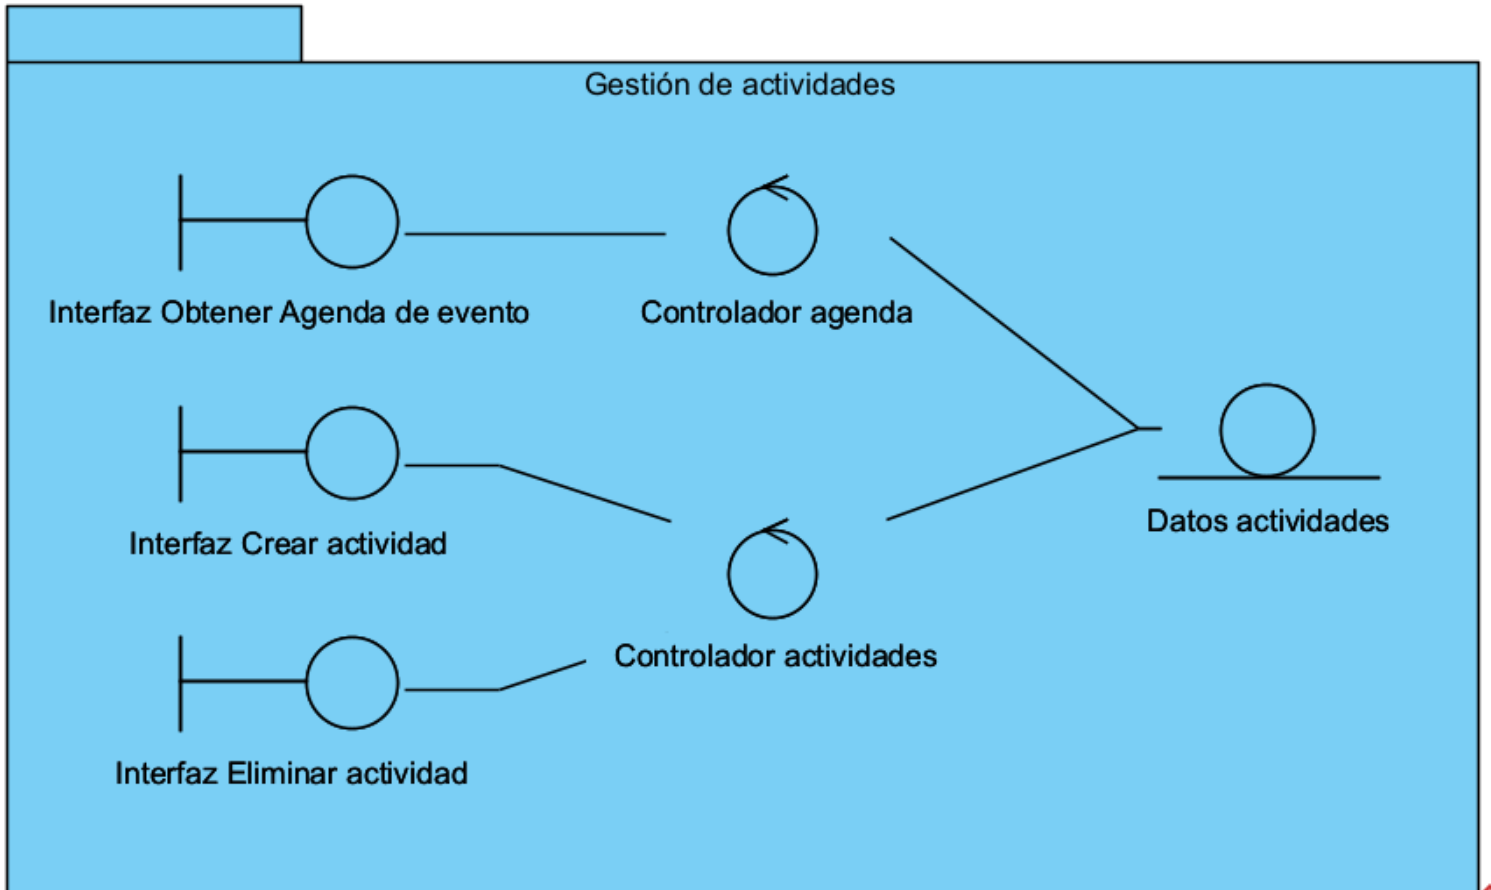 Gestión de actividades
Interfaz Obtener Agenda de evento
Controlador agenda
Interfaz Crear actividad
Datos actividades
Controlador actividades
Interfaz Eliminar actividad